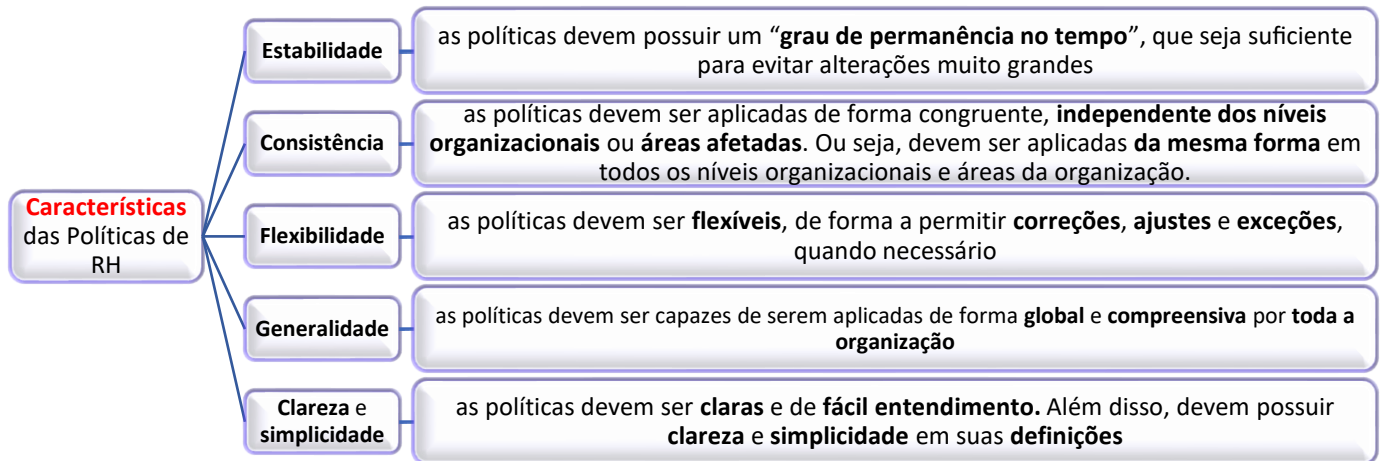 Características
das Políticas de
RH
Estabilidade
as políticas devem possuir um “grau de permanência no tempo”, que seja suficiente
para evitar alterações muito grandes
Consistência
as políticas devem ser aplicadas de forma congruente, independente dos níveis
organizacionais ou áreas afetadas. Ou seja, devem ser aplicadas da mesma forma em
todos os níveis organizacionais e áreas da organização.
Flexibilidade
as políticas devem ser flexíveis, de forma a permitir correções, ajustes e exceções,
quando necessário
Generalidade
as políticas devem ser capazes de serem aplicadas de forma global e compreensiva por toda a
organização
Clareza e
simplicidade
as políticas devem ser claras e de fácil entendimento. Além disso, devem possuir
clareza e simplicidade em suas definições